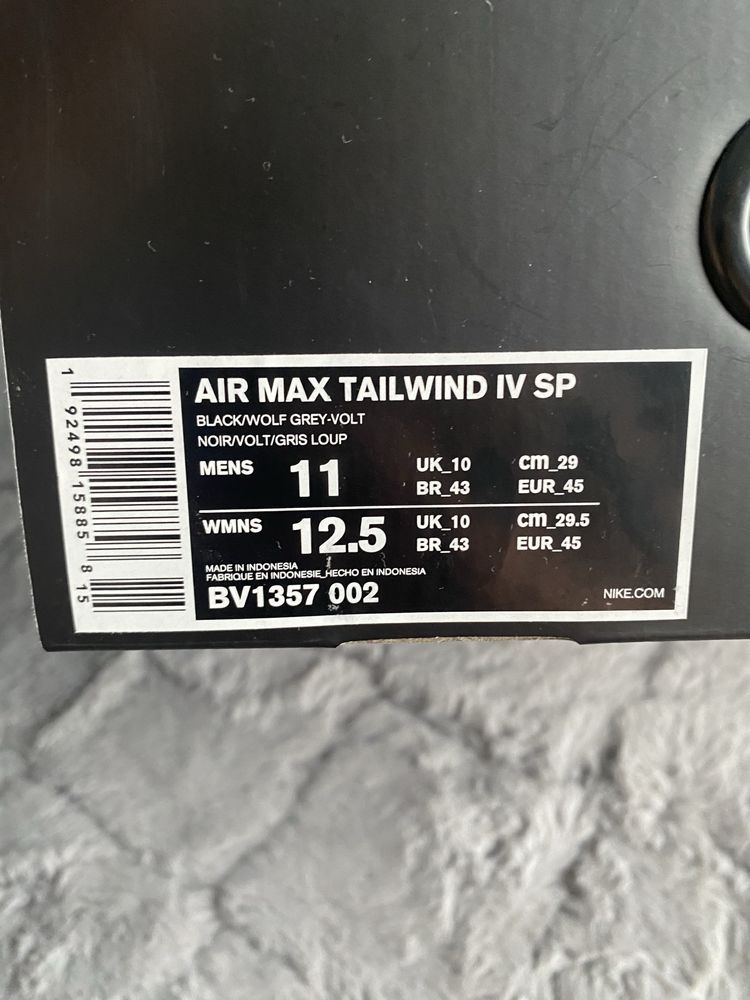 AIR MAX TAILWIND IV SP
BLACK/WOLF GREY-VOLT
NOIR/VOLT/GRIS LOUP
MENS 11 UK_10 cm_29
BR_43 EUR_45
WMNS 12.5 UK_10 cm_29.5
BR_43 EUR_45
MADE IN INDONESIA
FABRIQUE EN INDONESIE_HECHO EN INDONESIA
BV1357 002
NIKE.COM
1 92498 15885 8 15